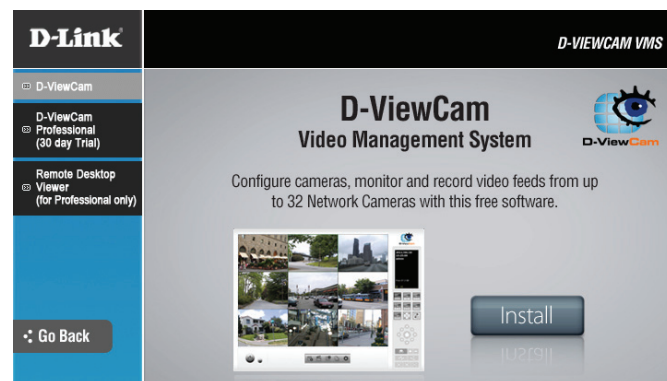 D-Link
D-VIEWCAM VMS
D-ViewCam
D-ViewCam
Professional
(30 day Trial)
Remote Desktop
Viewer
(for Professional only)
Go Back
D-ViewCam
Video Management System
D-ViewCam
Configure cameras, monitor and record video feeds from up
to 32 Network Cameras with this free software.
Install